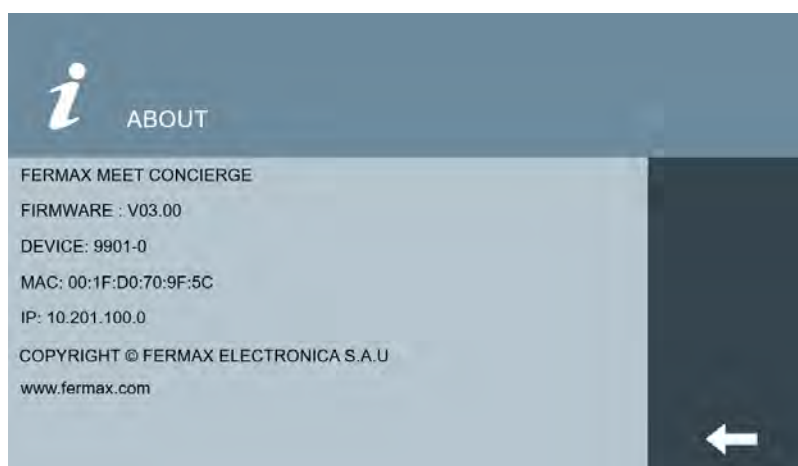 ABOUT
FERMAX MEET CONCIERGE
FIRMWARE : V03.00
DEVICE: 9901-0
MAC: 00:1F:D0:70:9F:5C
IP: 10.201.100.0
COPYRIGHT © FERMAX ELECTRONICA S.A.U
www.fermax.com